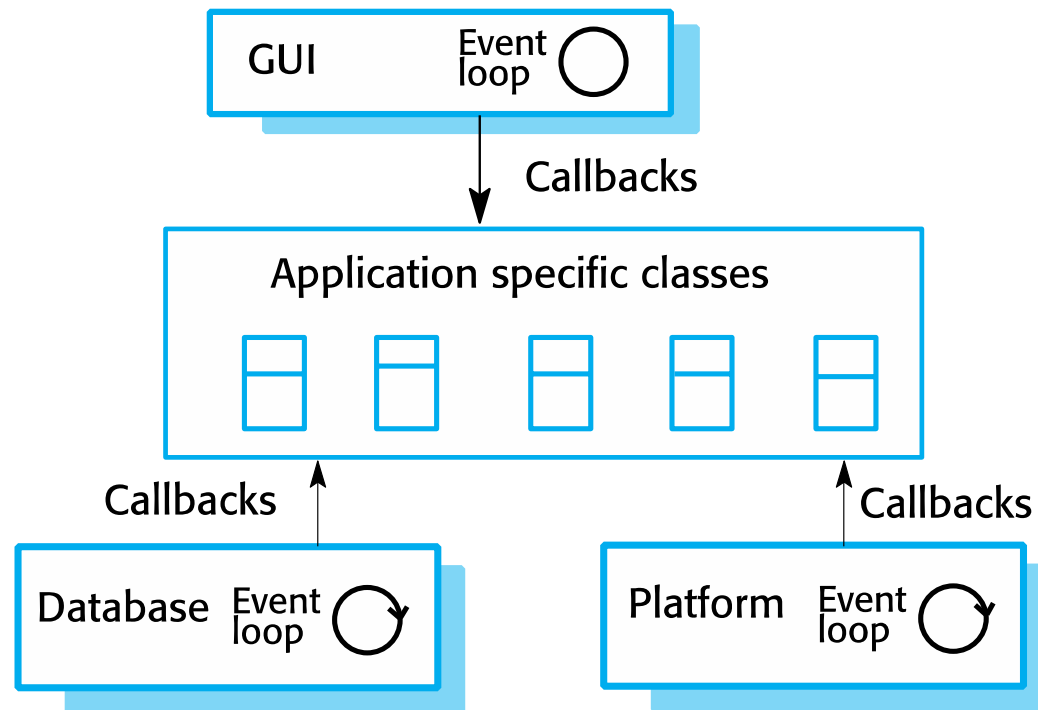 GUI
Event
loop
Callbacks
Application specific classes
Callbacks
Callbacks
Database
Event
loop
Platform
Event
loop